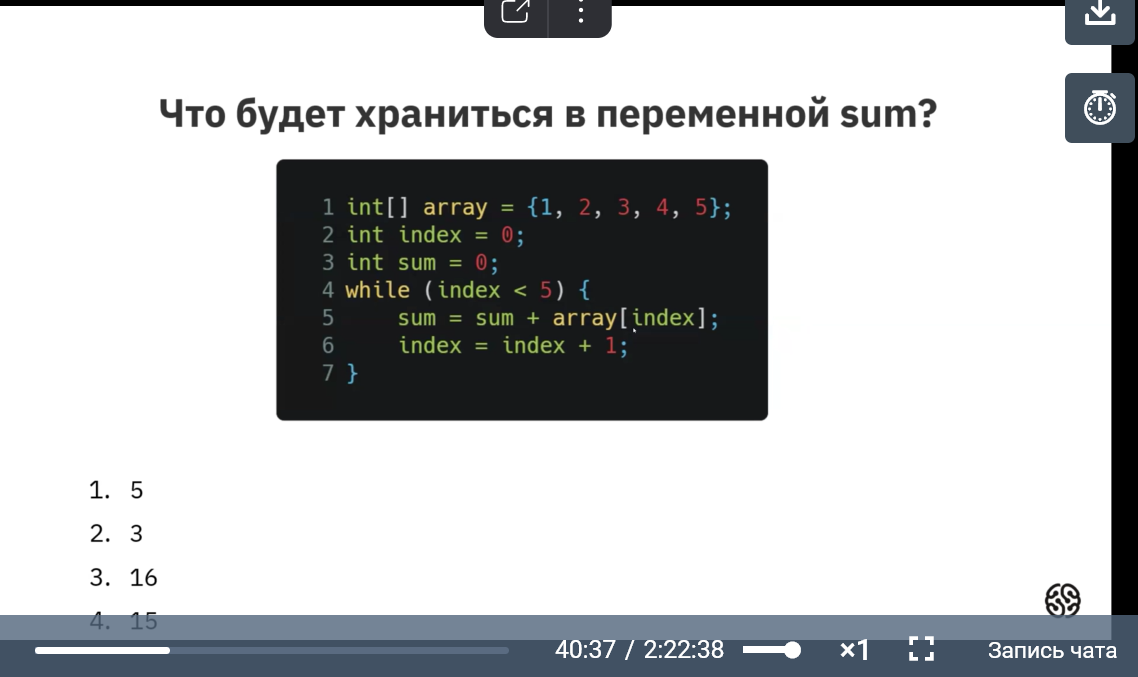 Что будет храниться в переменной sum?
1 int[] array = {1, 2, 3, 4, 5};
2 int index = 0;
3 int sum = 0;
4 while (index < 5) {
5     sum = sum + array[index];
6     index = index + 1;
7 }
1. 5
2. 3
3. 16
4. 15
40:37 / 2:22:38 ×1 Запись чата